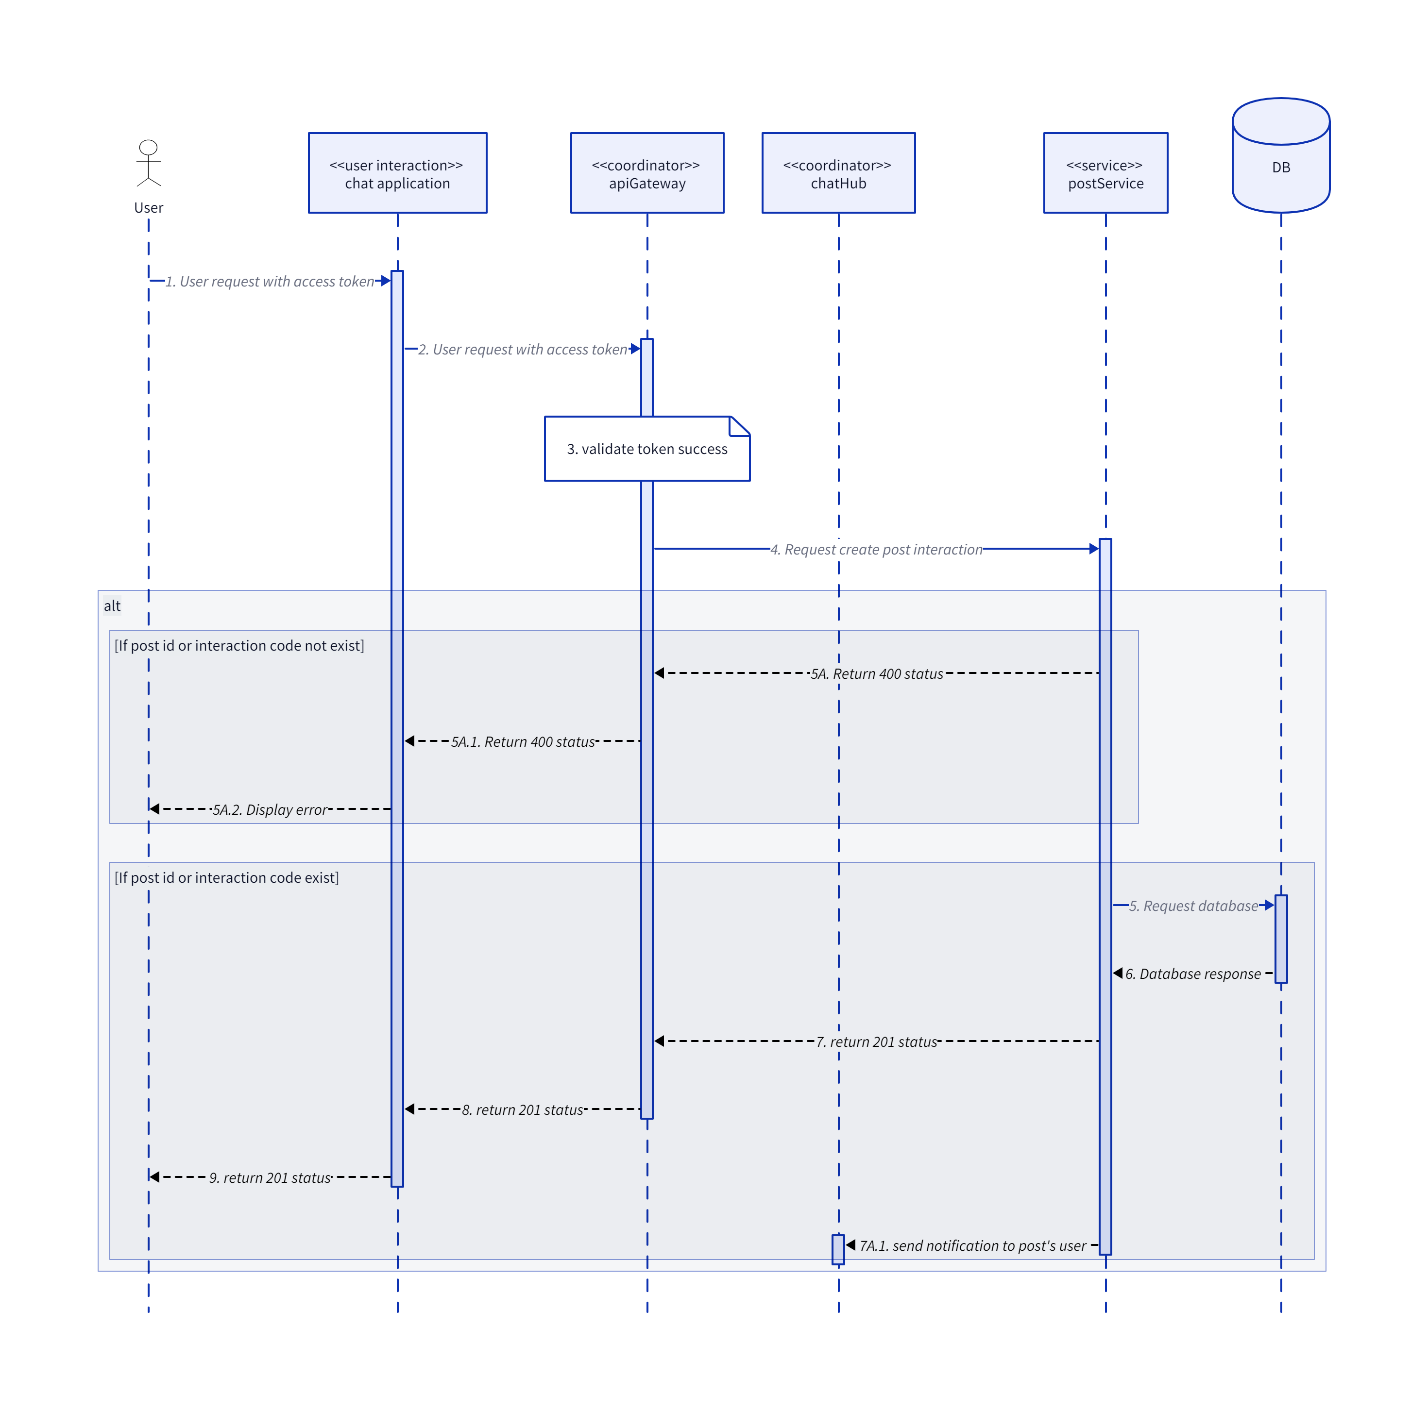 User
<<user interaction>>
chat application
<<coordinator>>
apiGateway
<<coordinator>>
chatHub
<<service>>
postService
DB
1. User request with access token
2. User request with access token
3. validate token success
4. Request create post interaction
alt
[If post id or interaction code not exist]
5A. Return 400 status
5A.1. Return 400 status
5A.2. Display error
[If post id or interaction code exist]
5. Request database
6. Database response
7. return 201 status
8. return 201 status
9. return 201 status
7A.1. send notification to post's user